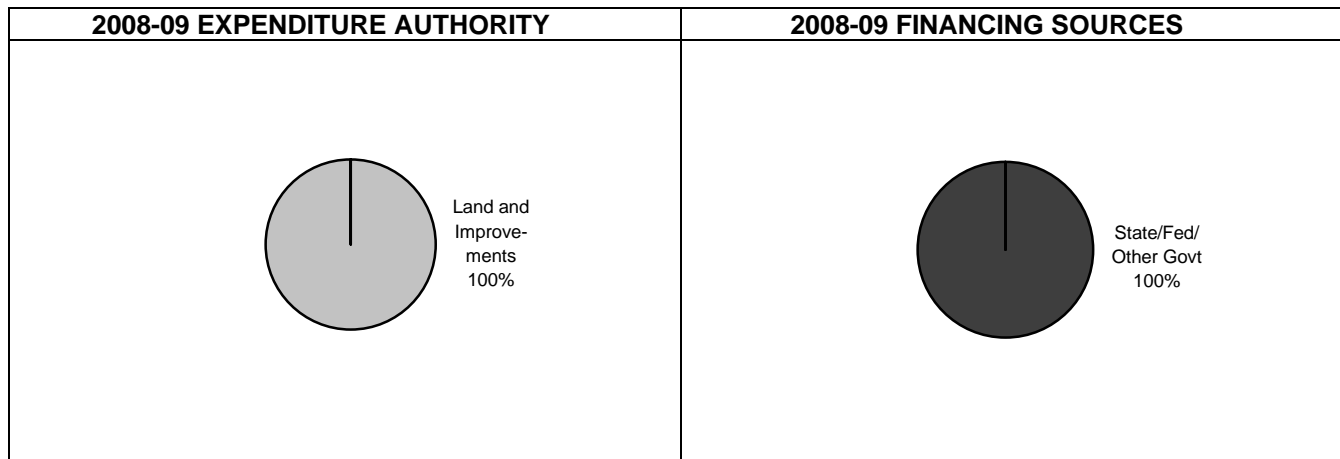 2008-09 EXPENDITURE AUTHORITY
2008-09 FINANCING SOURCES
Land and
Improve-
ments
100%
State/Fed/
Other Govt
100%